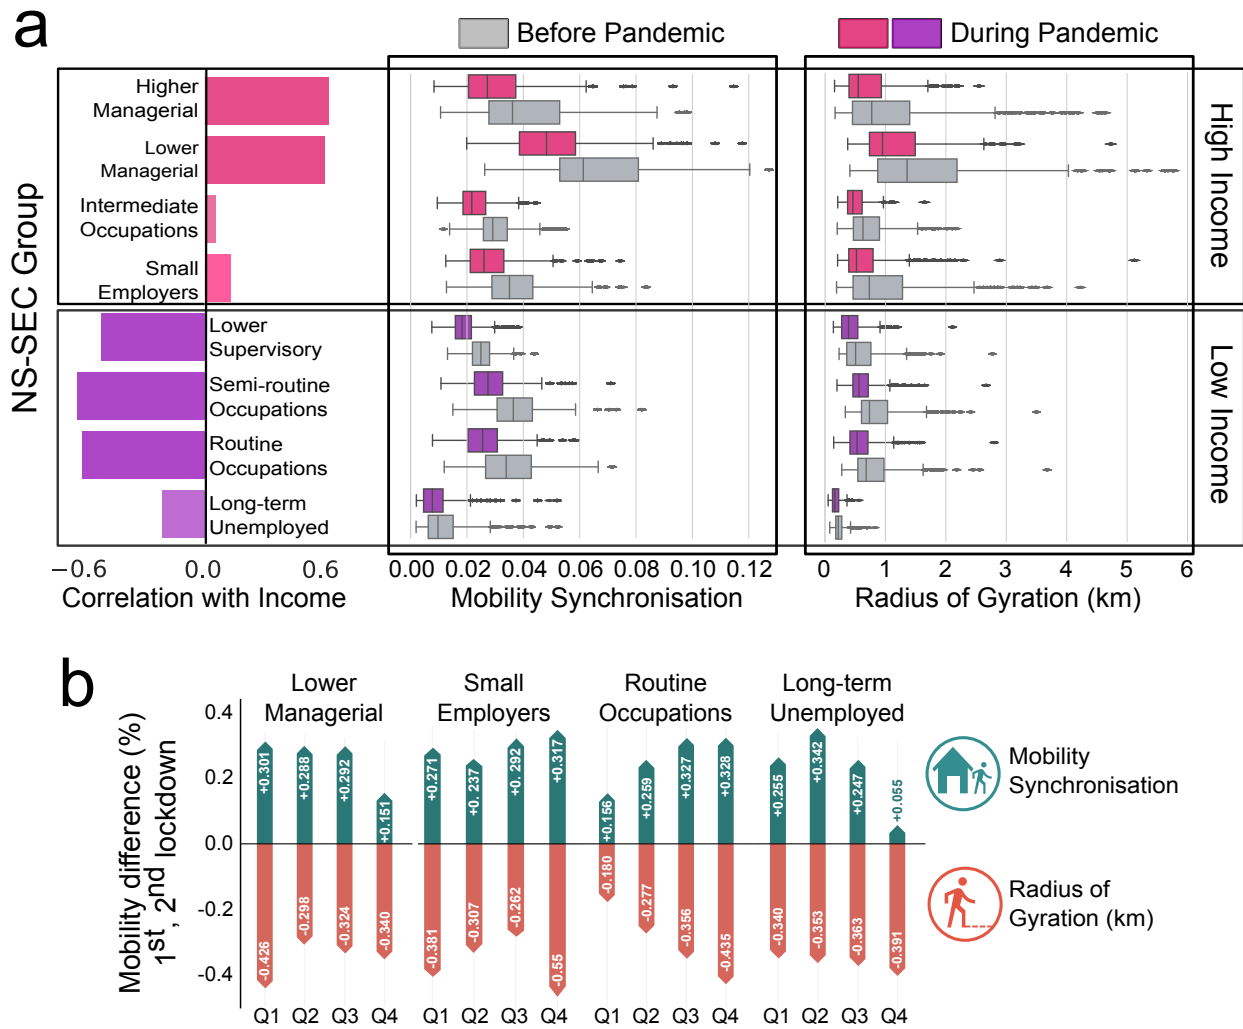 a
Before Pandemic
During Pandemic
NS-SEC Group
Higher
Managerial
Lower
Managerial
Intermediate
Occupations
Small
Employers
Lower
Supervisory
Semi-routine
Occupations
Routine
Occupations
Long-term
Unemployed
High Income
Low Income
−0.6 0.0 0.6
Correlation with Income
0.00 0.02 0.04 0.06 0.08 0.10 0.12
Mobility Synchronisation
0 1 2 3 4 5 6
Radius of Gyration (km)
b
Mobility difference (%)
1st, 2nd lockdown
0.4
0.2
0.0
-0.2
-0.4
Lower
Managerial
Small
Employers
Routine
Occupations
Long-term
Unemployed
+0.301 +0.288 +0.292 +0.151
+0.271 +0. 237 +0. 292 +0.317
+0.156 +0.259 +0.327 +0.328
+0.255 +0.342 +0.247 +0.055
-0.426 -0.298 -0.324 -0.340
-0.381 -0.307 -0.262 -0.55
-0.180 -0.277 -0.356 -0.435
-0.340 -0.353 -0.363 -0.391
Q1 Q2 Q3 Q4
Q1 Q2 Q3 Q4
Q1 Q2 Q3 Q4
Q1 Q2 Q3 Q4
Mobility
Synchronisation
Radius of
Gyration (km)